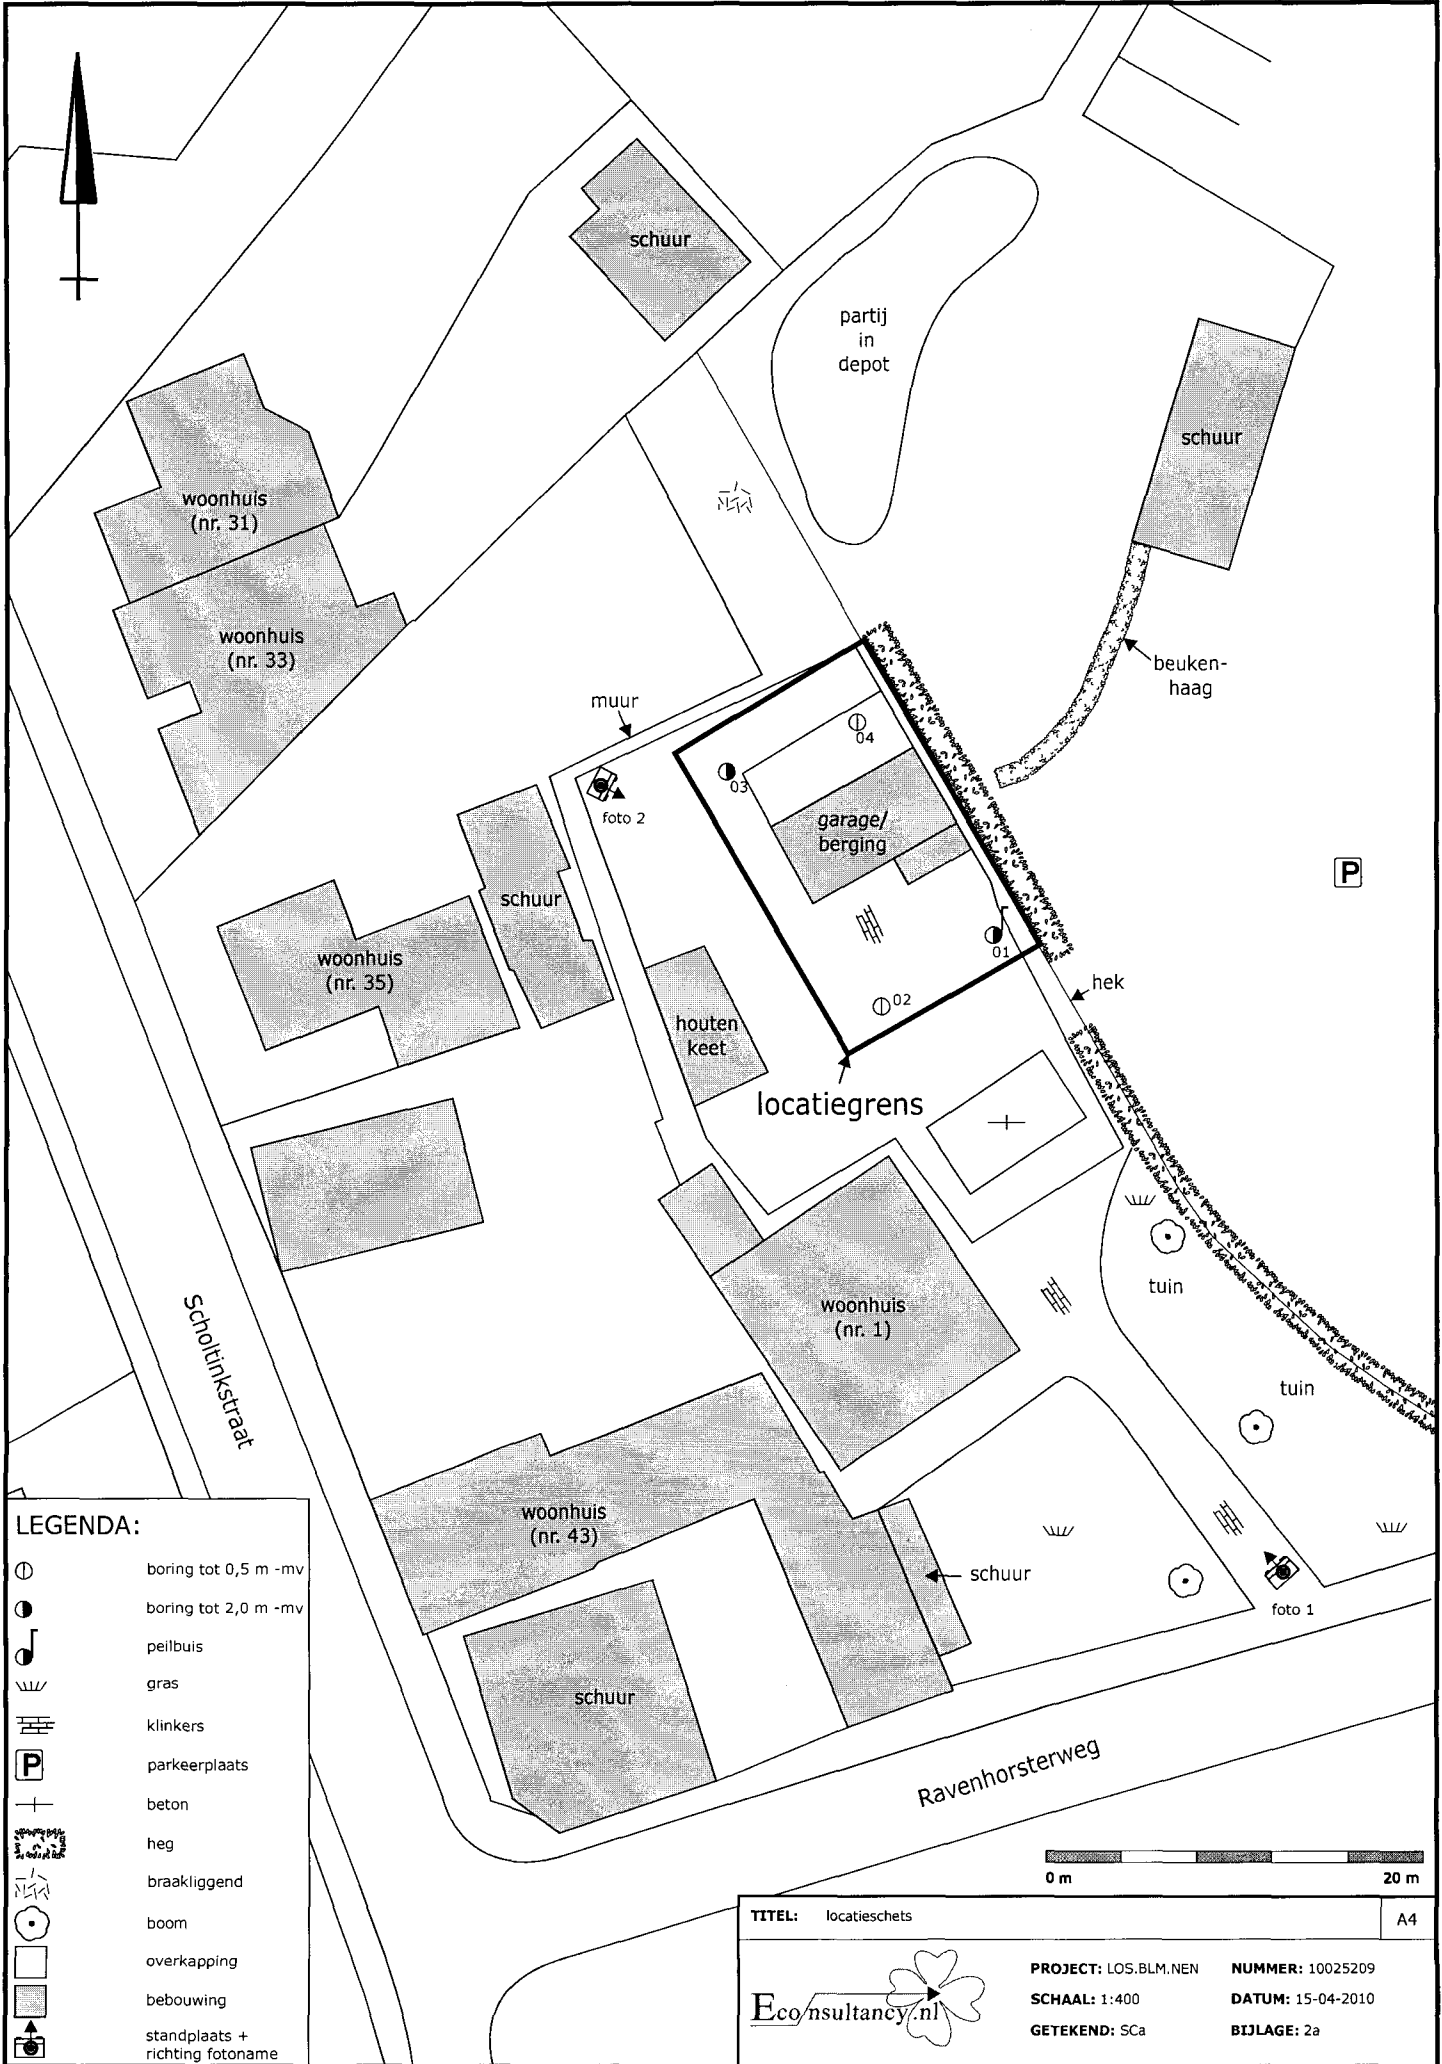 schuur
partij
in
depot
schuur
woonhuis
(nr. 31)
woonhuis
(nr. 33)
beuken-
haag
muur
04
03
foto 2
garage/
berging
P
schuur
woonhuis
(nr. 35)
01
hek
02
houten
keet
locatiegrens
tuin
woonhuis
(nr. 1)
Scholtinkstraat
tuin
woonhuis
(nr. 43)
schuur
foto 1
schuur
Ravenhorsterweg
LEGENDA:
boring tot 0,5 m -mv
boring tot 2,0 m -mv
peilbuis
gras
klinkers
P parkeerplaats
beton
heg
braakliggend
boom
overkapping
bebouwing
standplaats +
richting fotoname
0 m 20 m
TITEL: locatieschets A4
Econsultancy.nl
PROJECT: LOS.BLM.NEN NUMMER: 10025209
SCHAAL: 1:400 DATUM: 15-04-2010
GETEKEND: SCa BIJLAGE: 2a